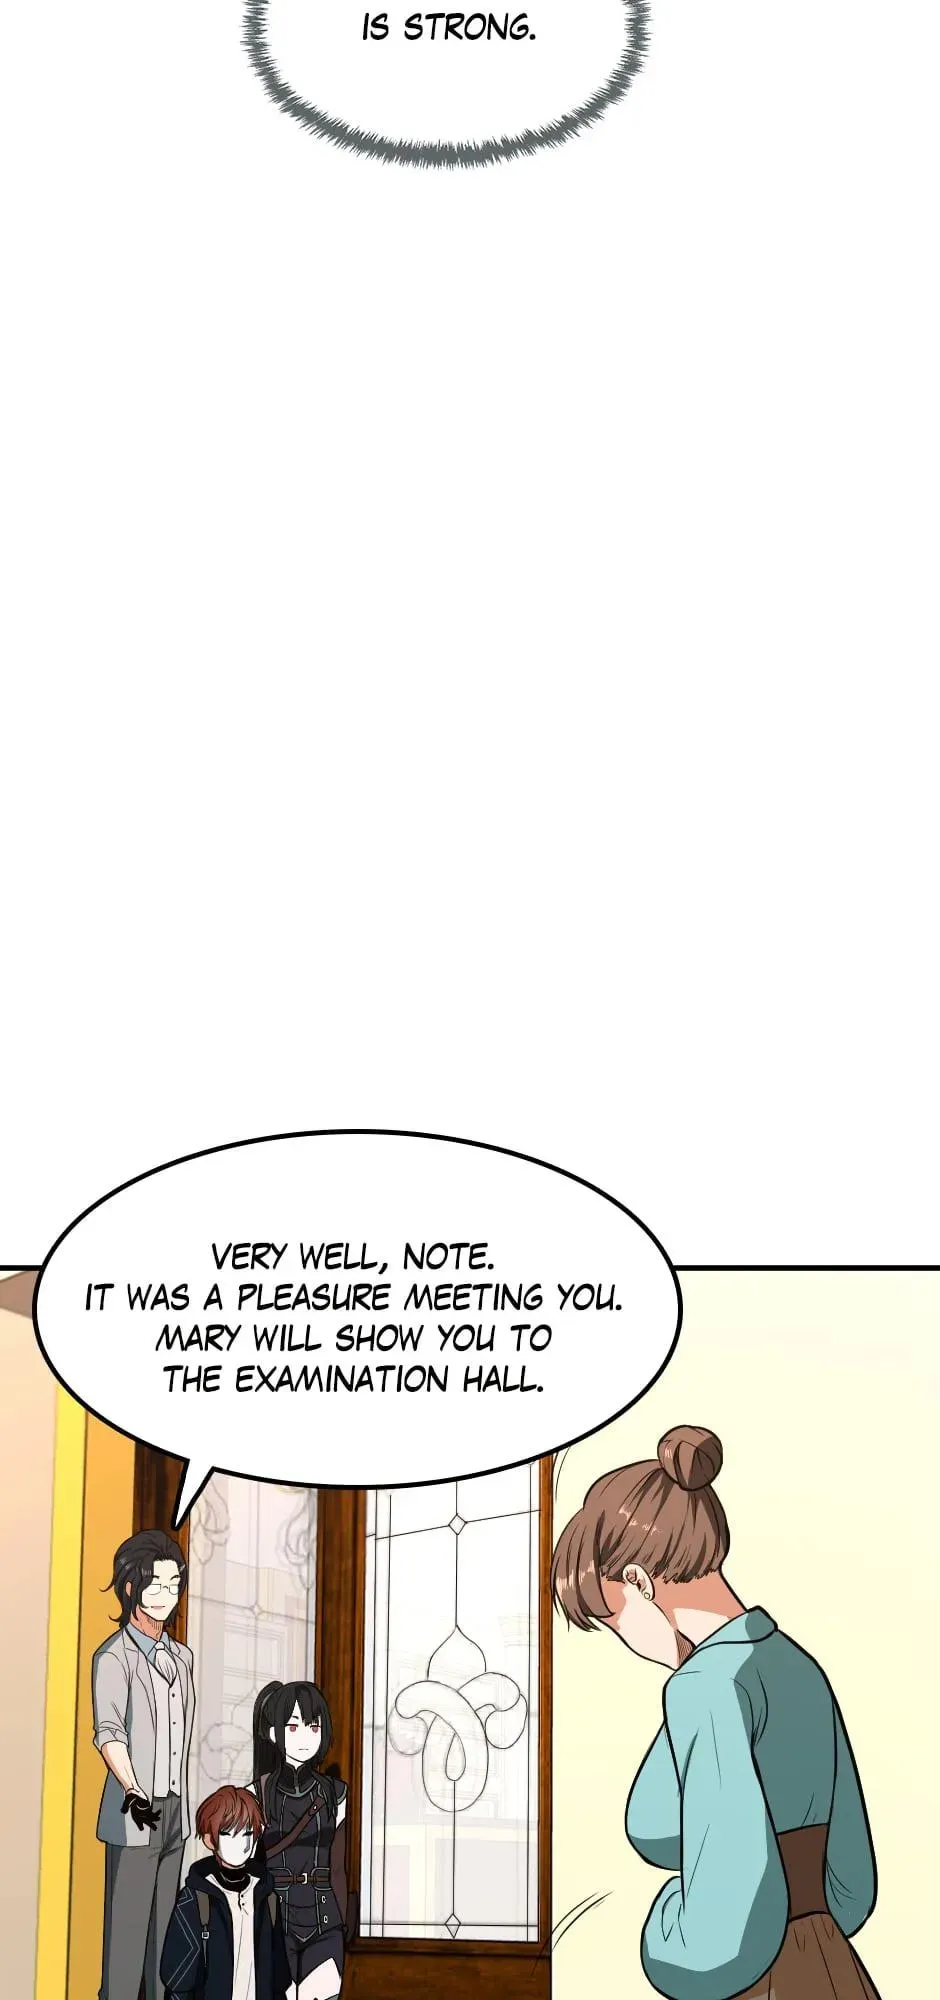 IS STRONG.
VERY WELL, NOTE.
IT WAS A PLEASURE MEETING YOU.
MARY WILL SHOW YOU TO
THE EXAMINATION HALL.